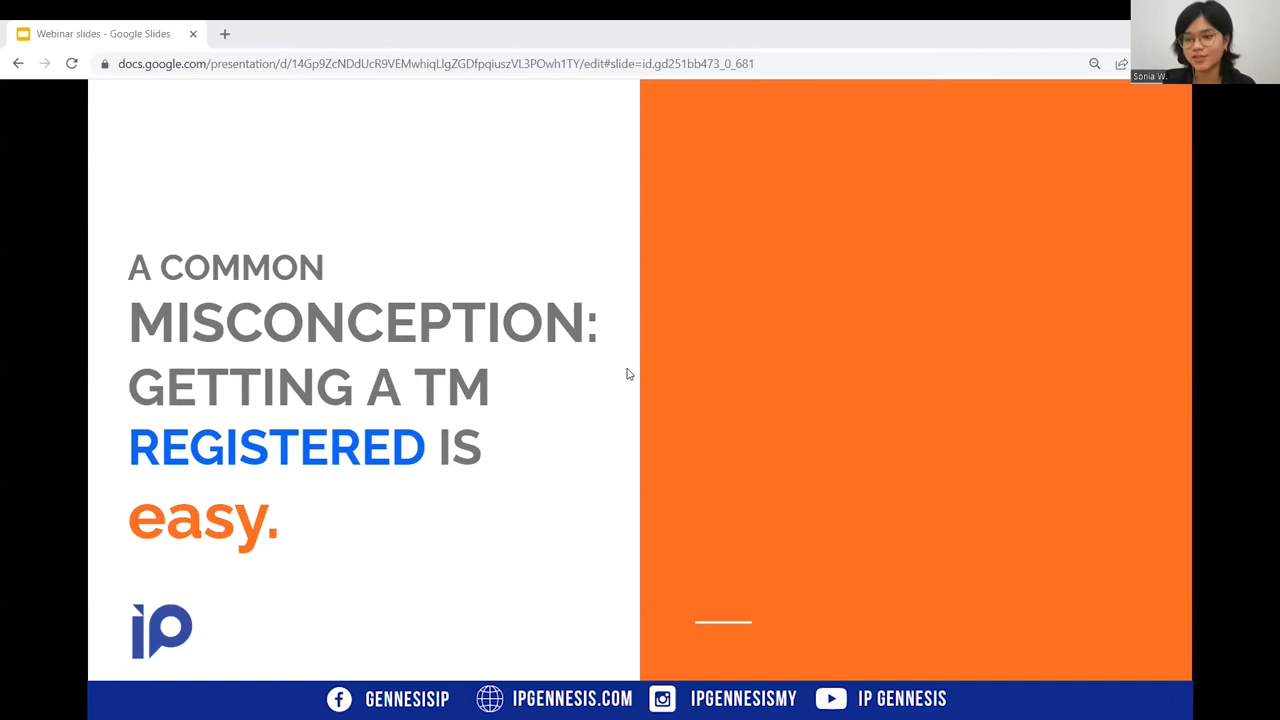 Webinar slides - Google Slides
docs.google.com/presentation/d/14Gp9ZcNDdUcR9VEMwhiqLlgZGDfpquszVL3POwh1TY/edit#slide=id.gd251bb473_0_681
Sonia W.
A COMMON
MISCONCEPTION:
GETTING A TM
REGISTERED IS
easy.
ip
GENNESISIP
IPGENNESIS.COM
IPGENNESISMY
IP GENNESIS